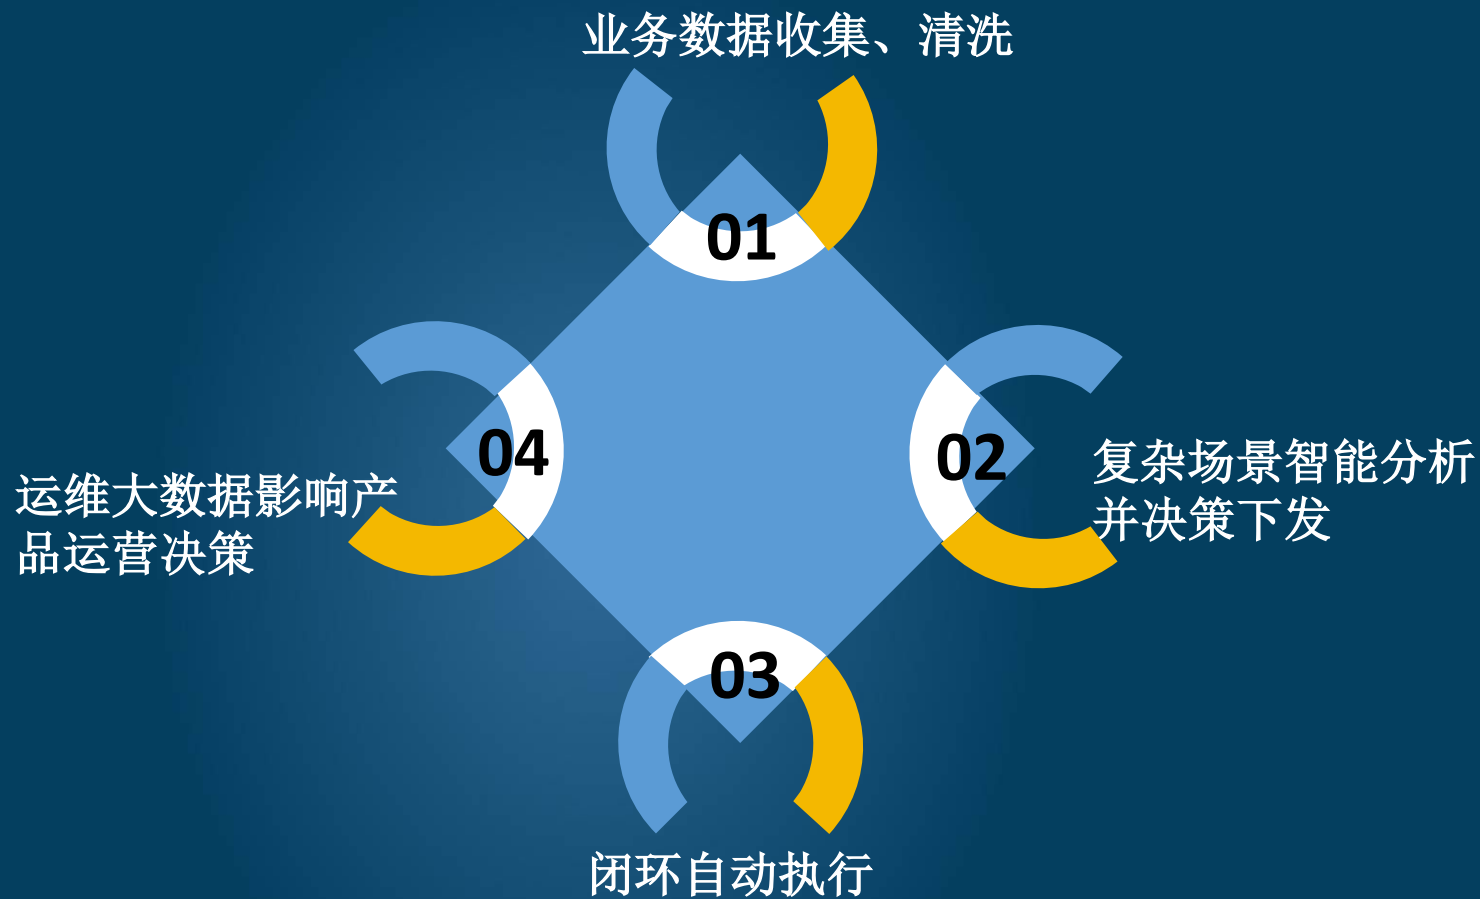 业务数据收集、清洗
01
02
复杂场景智能分析
并决策下发
03
闭环自动执行
04
运维大数据影响产
品运营决策